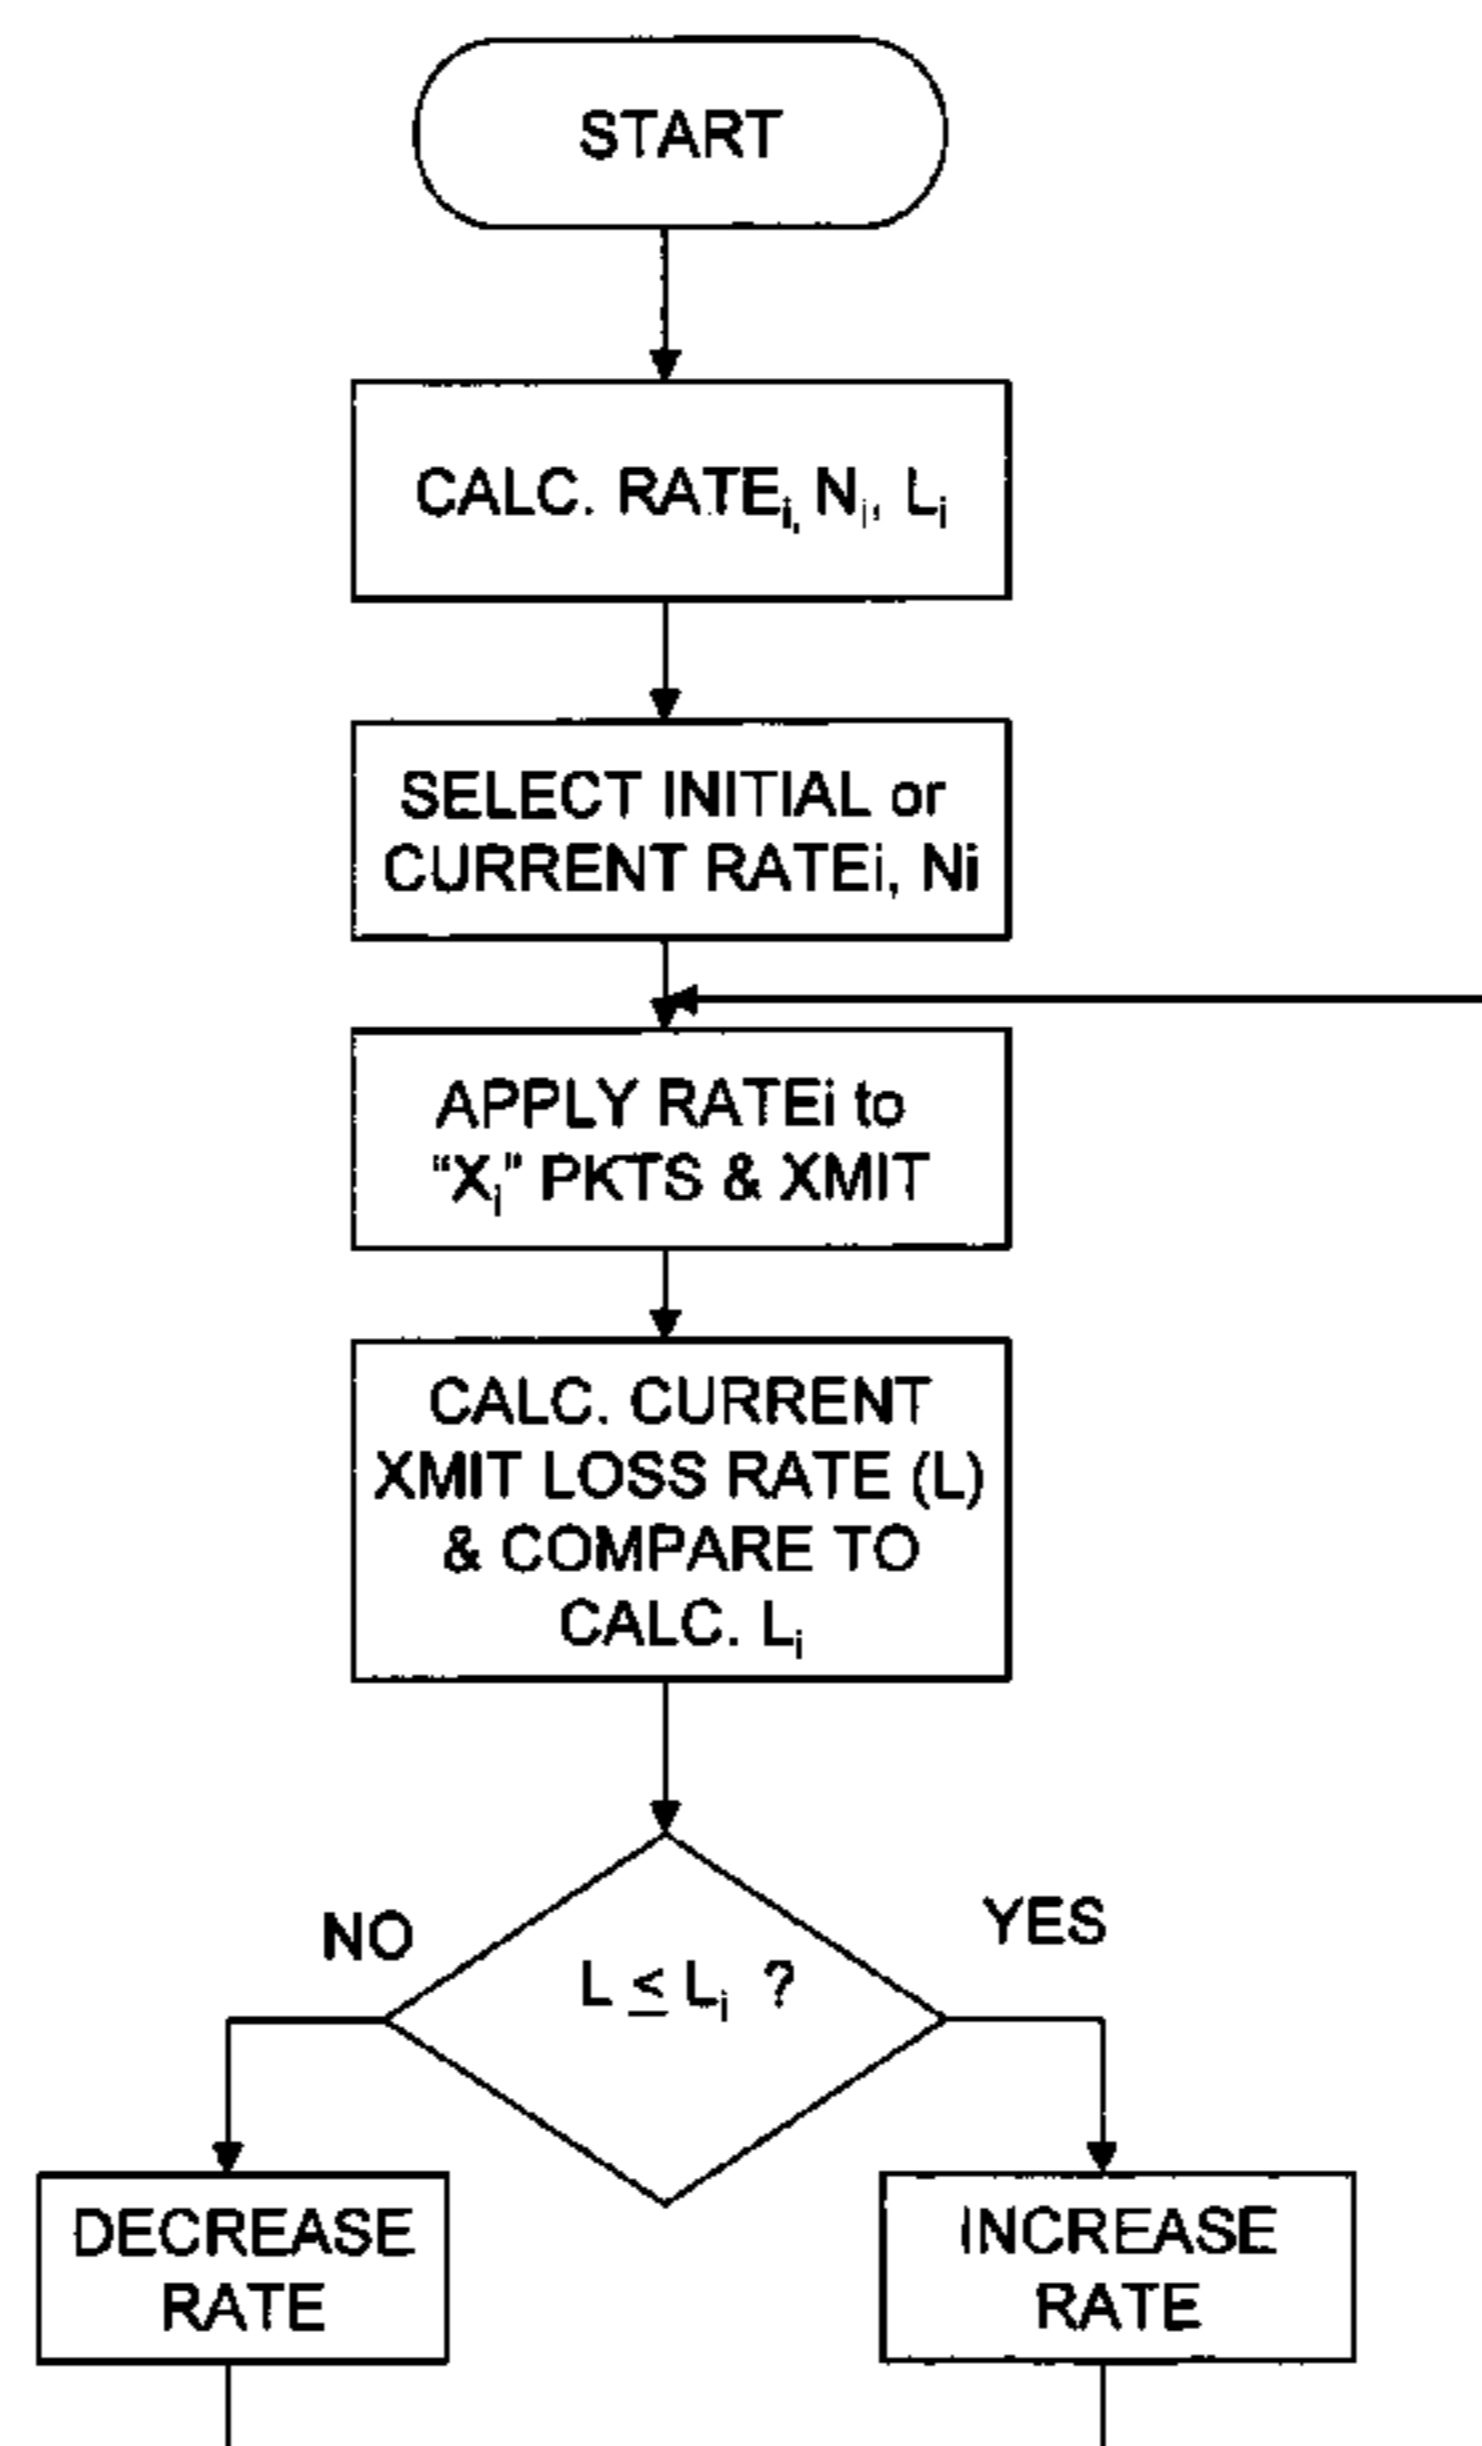 START
CALC. RATEi, Ni, Li
SELECT INITIAL or
CURRENT RATEi, Ni
APPLY RATEi to
“Xi” PKTS & XMIT
CALC. CURRENT
XMIT LOSS RATE (L)
& COMPARE TO
CALC. Li
NO
YES
L ≤ Li ?
DECREASE
RATE
INCREASE
RATE